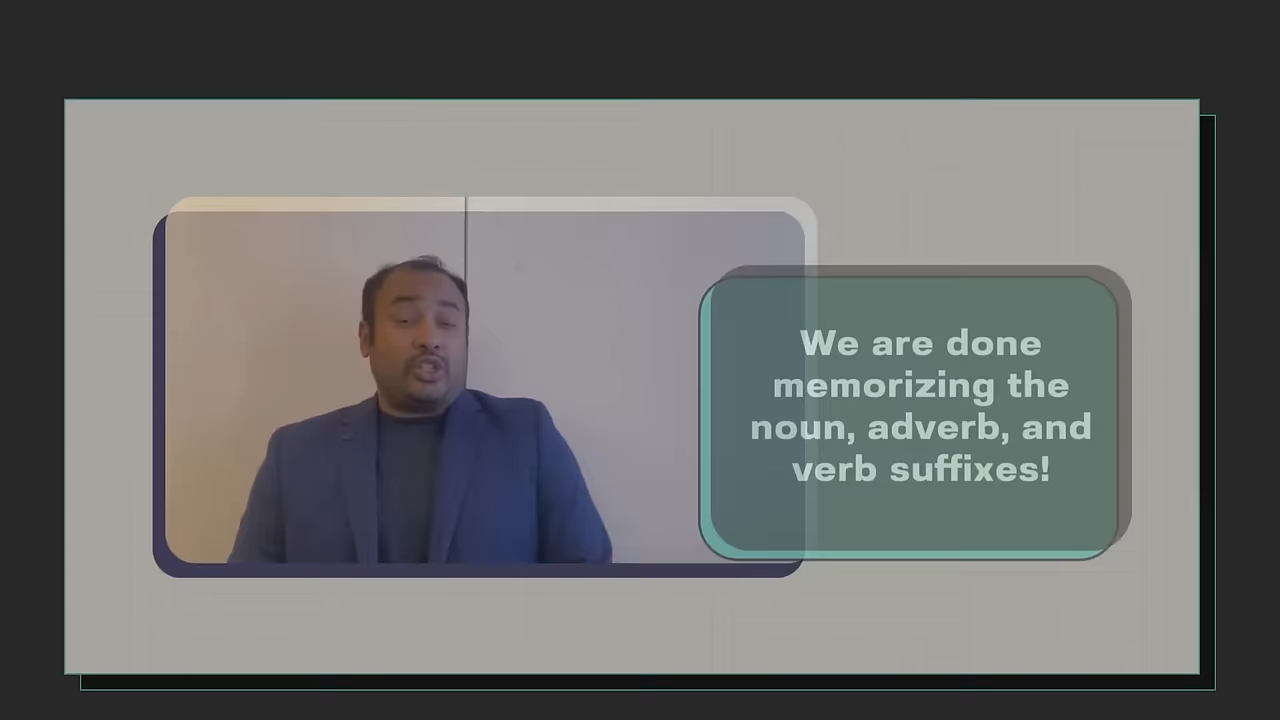 We are done
memorizing the
noun, adverb, and
verb suffixes!